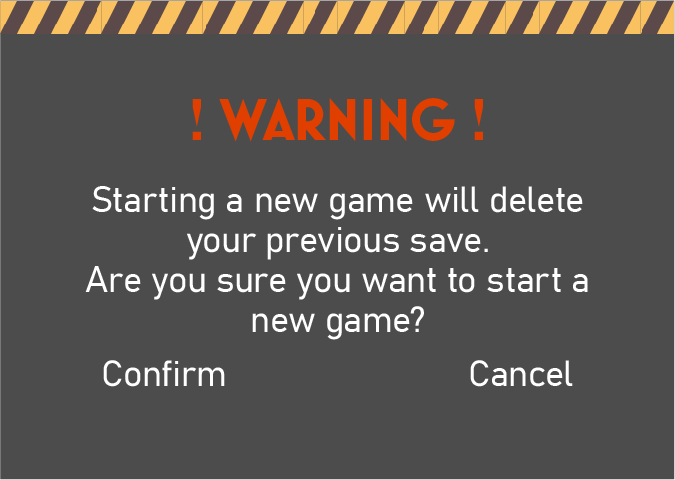 ! WARNING !
Starting a new game will delete
your previous save.
Are you sure you want to start a
new game?
Confirm Cancel